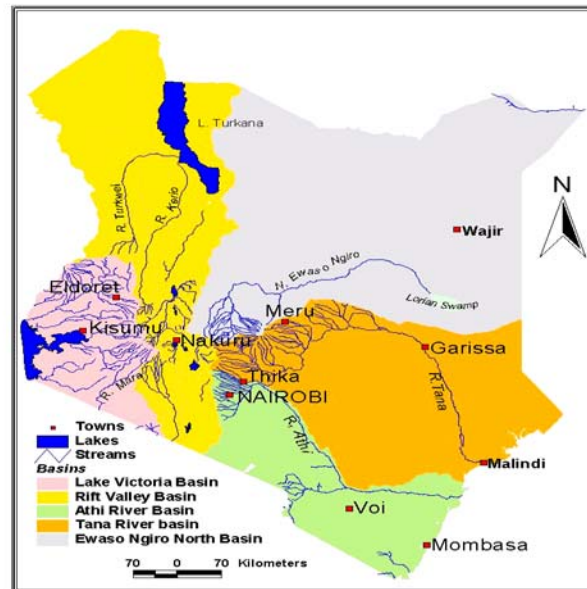 L. Turkana
N
R. Turkwel
R. Kerio
Wajir
N. Ewaso Ngiro
Lorian Swamp
Eldoret
Meru
Kisumu
Nakuru
Garissa
R. Mara
Thika
NAIROBI
R. Tana
R. Athi
Malindi
Voi
Mombasa
Towns
Lakes
Streams
Basins
Lake Victoria Basin
Rift Valley Basin
Athi River Basin
Tana River basin
Ewaso Ngiro North Basin
70 0 70 Kilometers